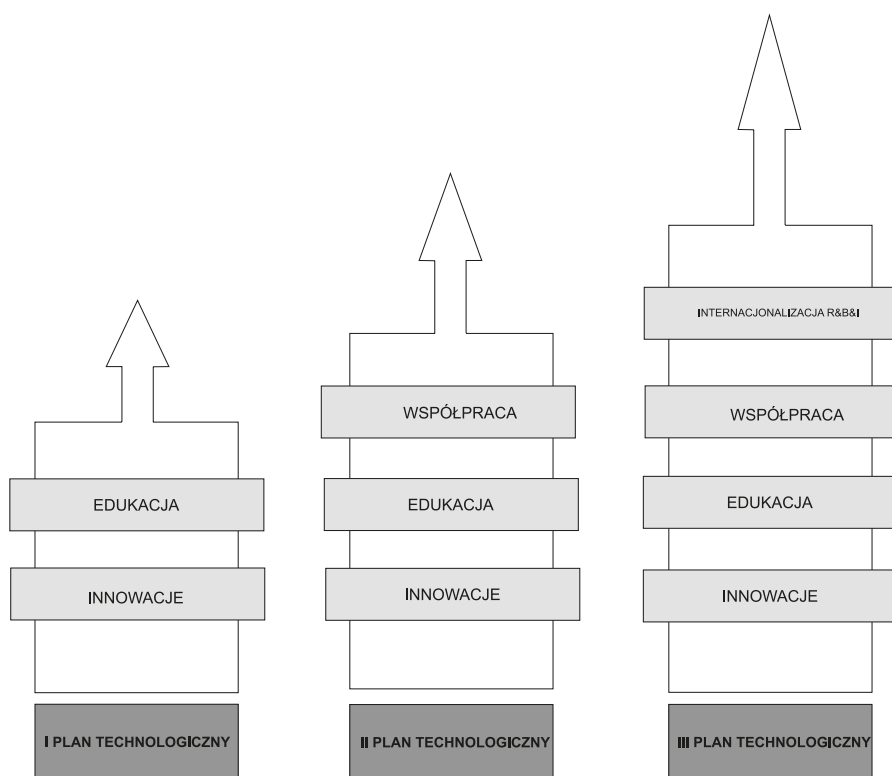 EDUKACJA
INNOWACJE
I PLAN TECHNOLOGICZNY
WSPÓŁPRACA
EDUKACJA
INNOWACJE
II PLAN TECHNOLOGICZNY
INTERNACJONALIZACJA R&B&I
WSPÓŁPRACA
EDUKACJA
INNOWACJE
III PLAN TECHNOLOGICZNY